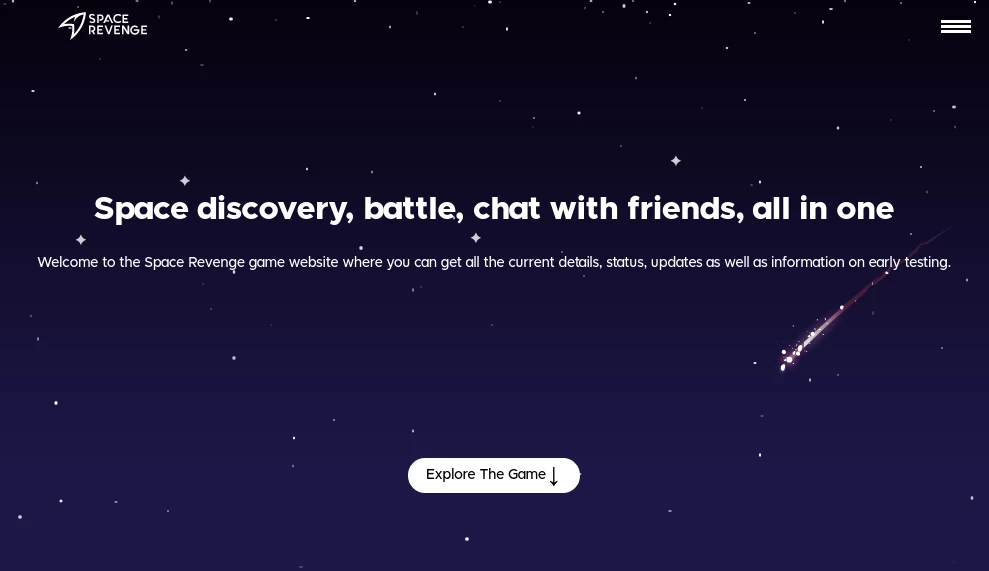 SPACE
REVENGE
Space discovery, battle, chat with friends, all in one
Welcome to the Space Revenge game website where you can get all the current details, status, updates as well as information on early testing.
Explore The Game ↓